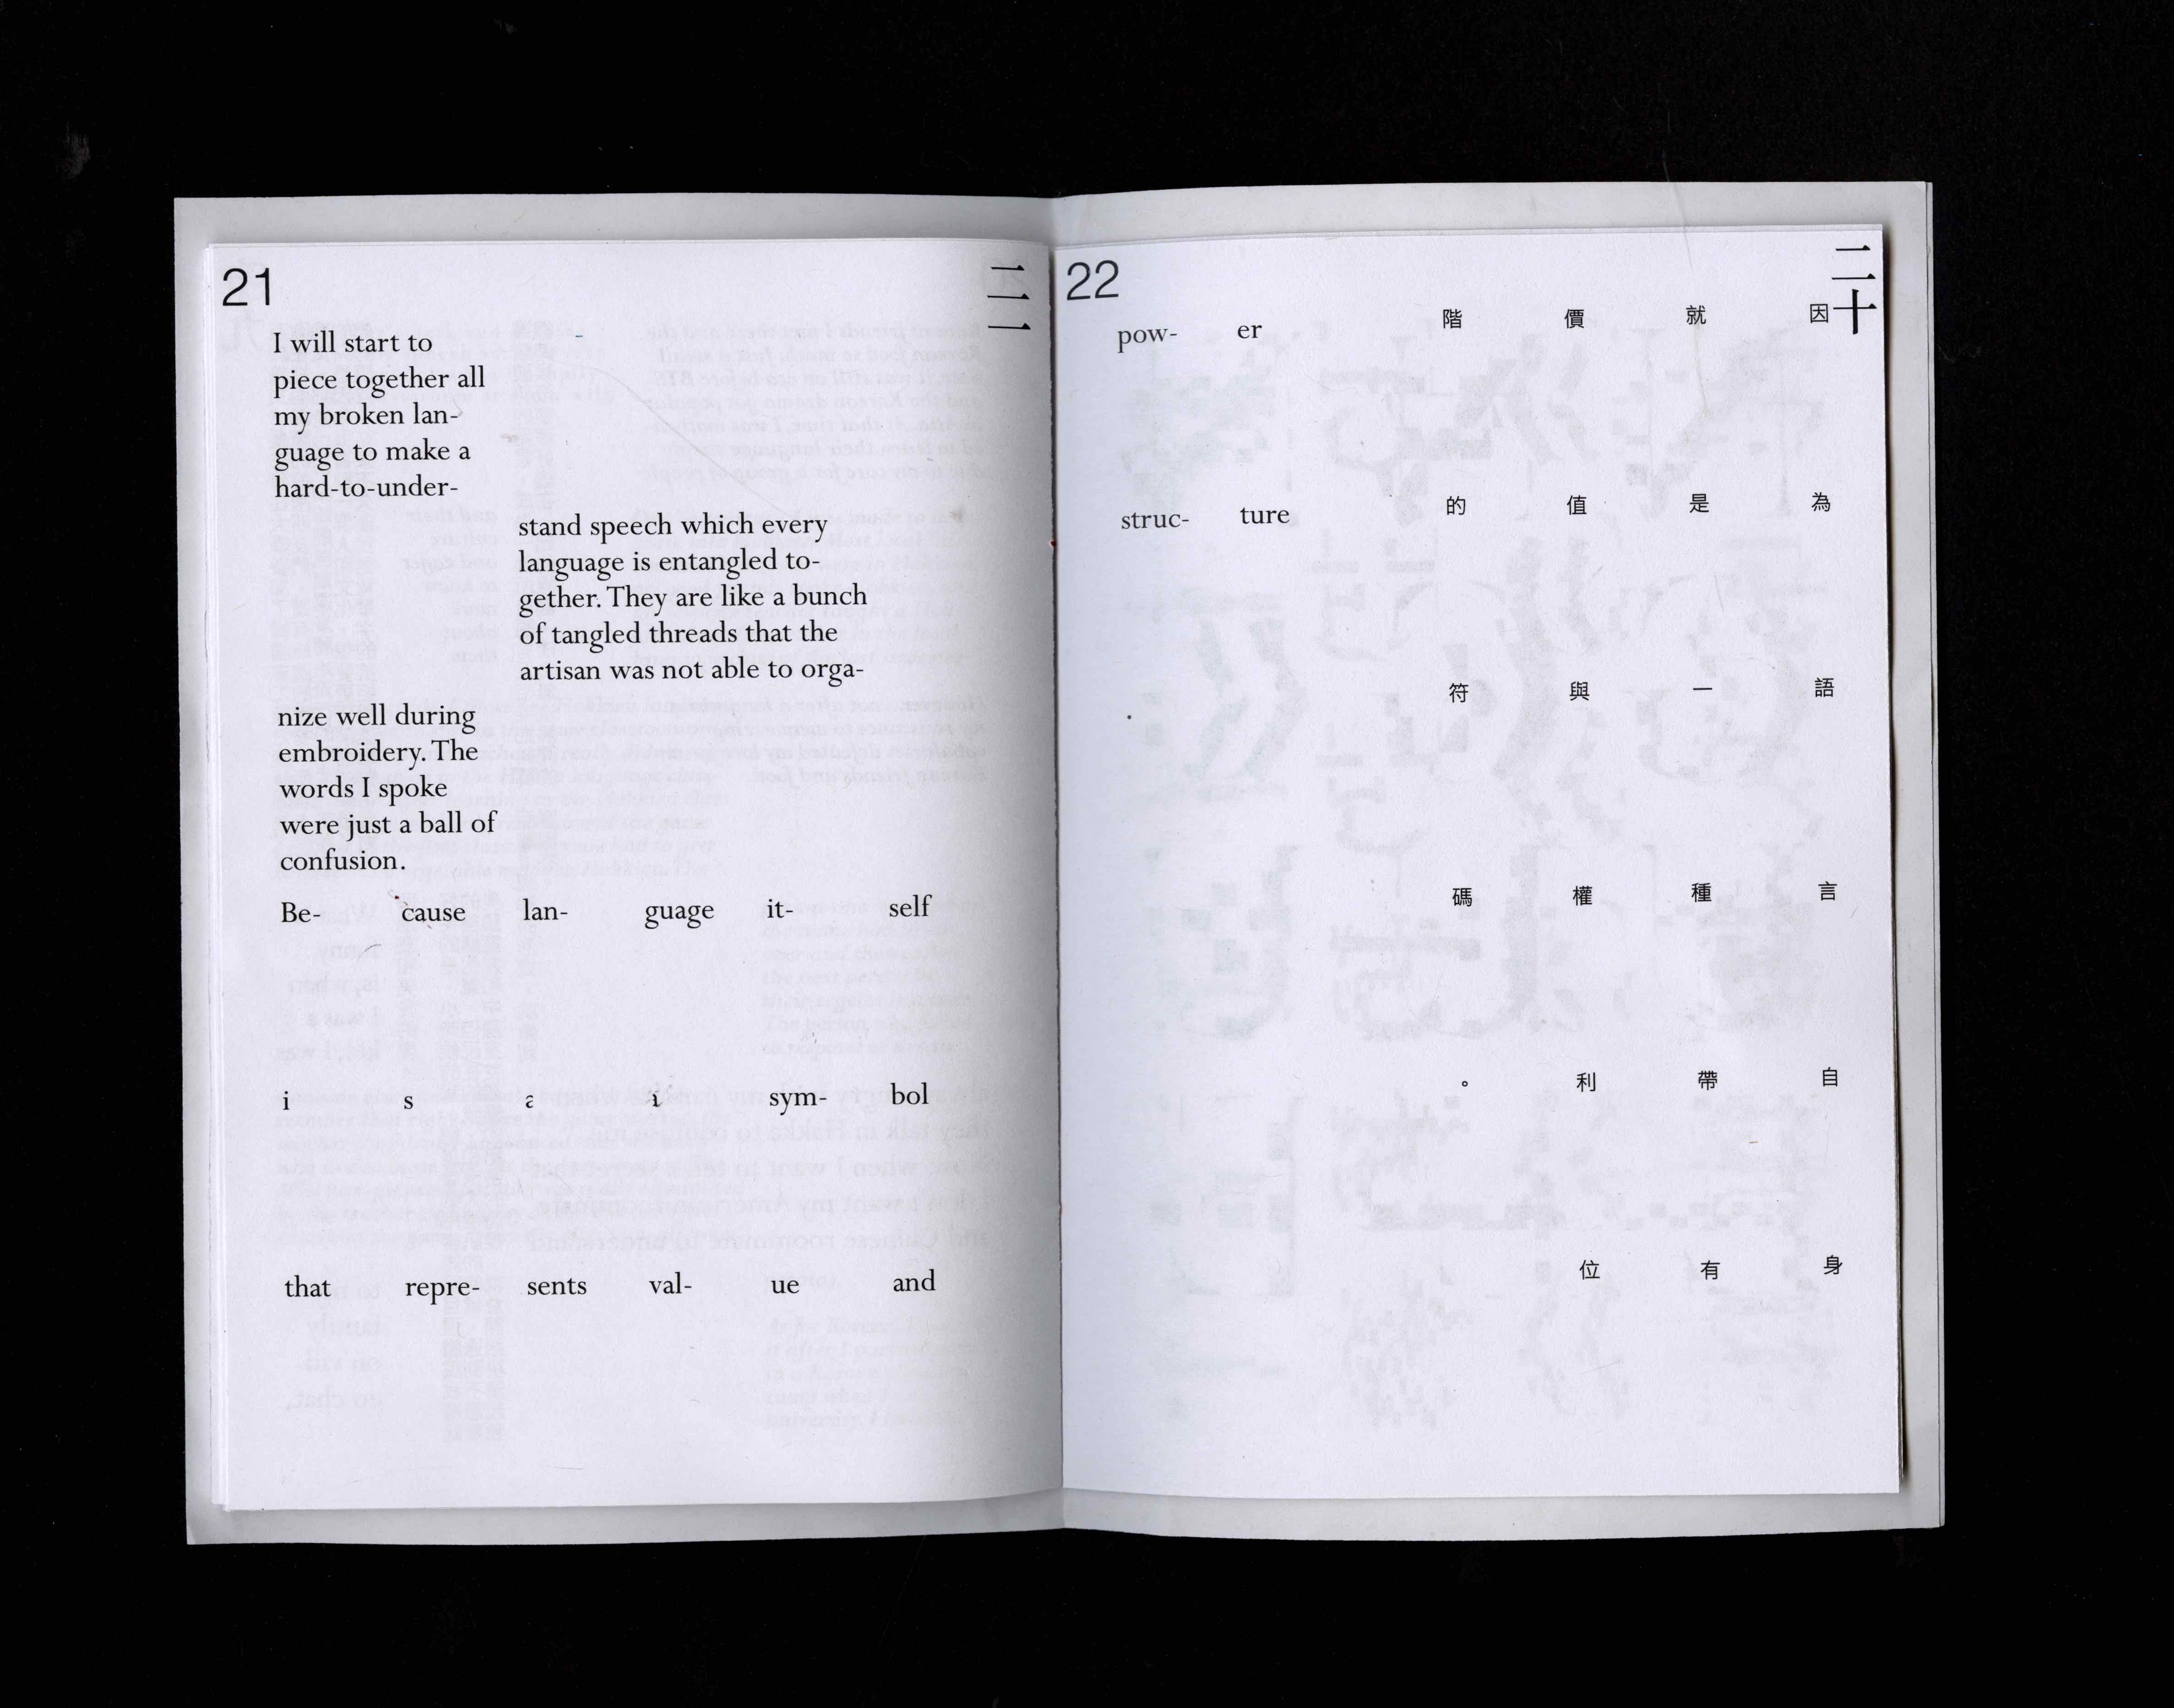 21
二一
I will start to
piece together all
my broken lan-
guage to make a
hard-to-under-
stand speech which every
language is entangled to-
gether. They are like a bunch
of tangled threads that the
artisan was not able to orga-
nize well during
embroidery. The
words I spoke
were just a ball of
confusion.
Be- cause lan- guage it- self
i s sym- bol
that repre- sents val- ue and
22
二十
pow- er
struc- ture
.
因為語言自身
就是一種帶有
價值與權利位
階的符碼。